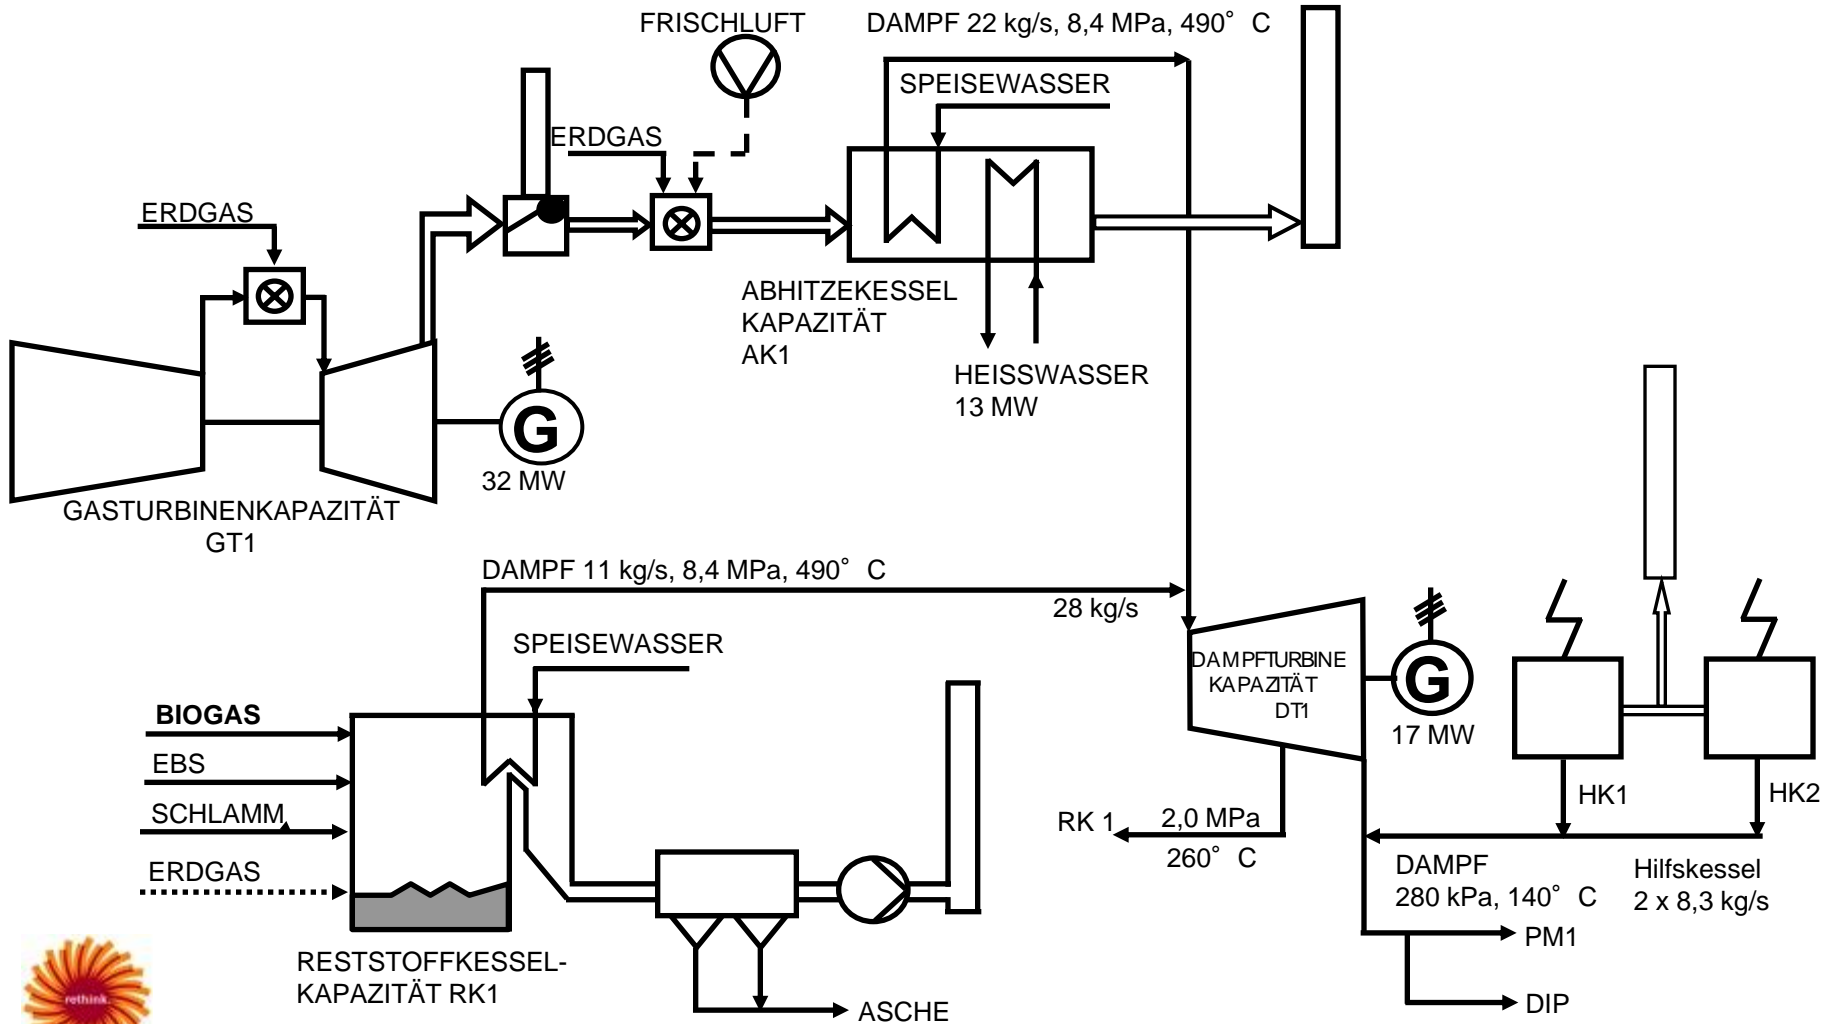 FRISCHLUFT
DAMPF 22 kg/s, 8,4 MPa, 490° C
SPEISEWASSER
ERDGAS
ERDGAS
ABHITZEKESSEL
KAPAZITÄT
AK1
HEISSWASSER
13 MW
G
32 MW
GASTURBINENKAPAZITÄT
GT1
DAMPF 11 kg/s, 8,4 MPa, 490° C
28 kg/s
SPEISEWASSER
DAMPFTURBINE
KAPAZITÄT
DT1
G
17 MW
BIOGAS
EBS
SCHLAMM
ERDGAS
HK1
HK2
RK 1
2,0 MPa
260° C
DAMPF
280 kPa, 140° C
Hilfskessel
2 x 8,3 kg/s
PM1
DIP
RESTSTOFFKESSEL-
KAPAZITÄT RK1
ASCHE
rethink